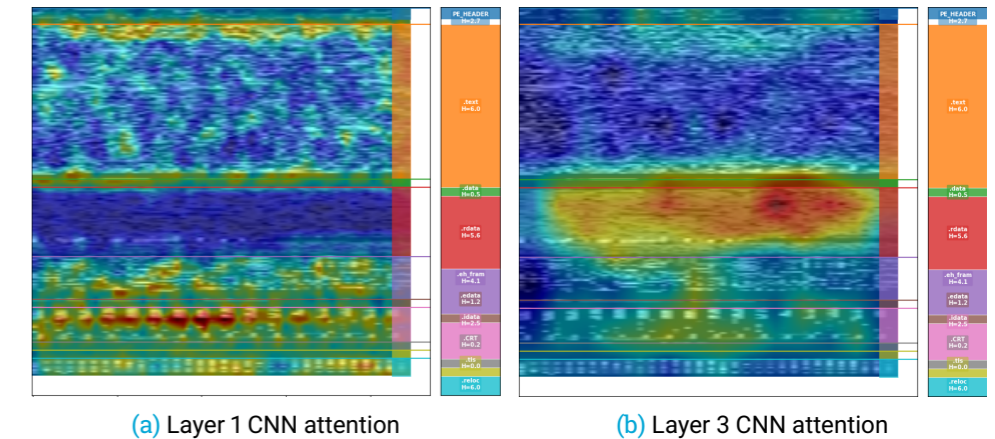 PE_HEADER
H=2.7
.text
H=6.0
.data
H=0.5
.rdata
H=5.6
.eh_fram
H=4.1
.edata
H=1.2
.idata
H=2.5
.CRT
H=0.2
.tls
H=0.0
.reloc
H=6.0
PE_HEADER
H=2.7
.text
H=6.0
.data
H=0.5
.rdata
H=5.6
.eh_fram
H=4.1
.edata
H=1.2
.idata
H=2.5
.CRT
H=0.2
.tls
H=0.0
.reloc
H=6.0
(a) Layer 1 CNN attention
(b) Layer 3 CNN attention